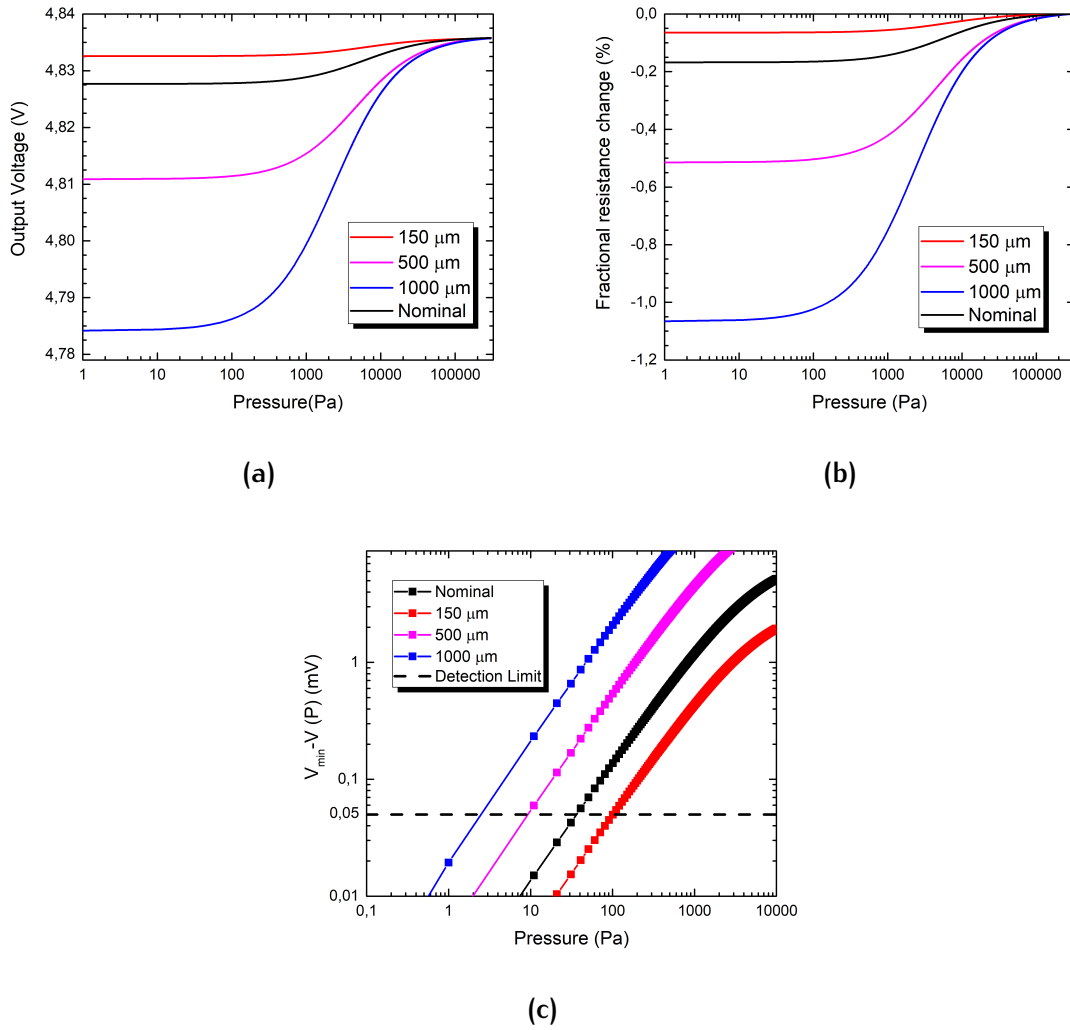 4,84
4,83
4,82
4,81
4,80
4,79
4,78
Output Voltage (V)
150 μm
500 μm
1000 μm
Nominal
1 10 100 1000 10000 100000
Pressure(Pa)
(a)
0,0
-0,2
-0,4
-0,6
-0,8
-1,0
-1,2
Fractional resistance change (%)
150 μm
500 μm
1000 μm
Nominal
1 10 100 1000 10000 100000
Pressure (Pa)
(b)
1
0,1
0,05
0,01
Vmin-V (P) (mV)
Nominal
150 μm
500 μm
1000 μm
Detection Limit
0,1 1 10 100 1000 10000
Pressure (Pa)
(c)